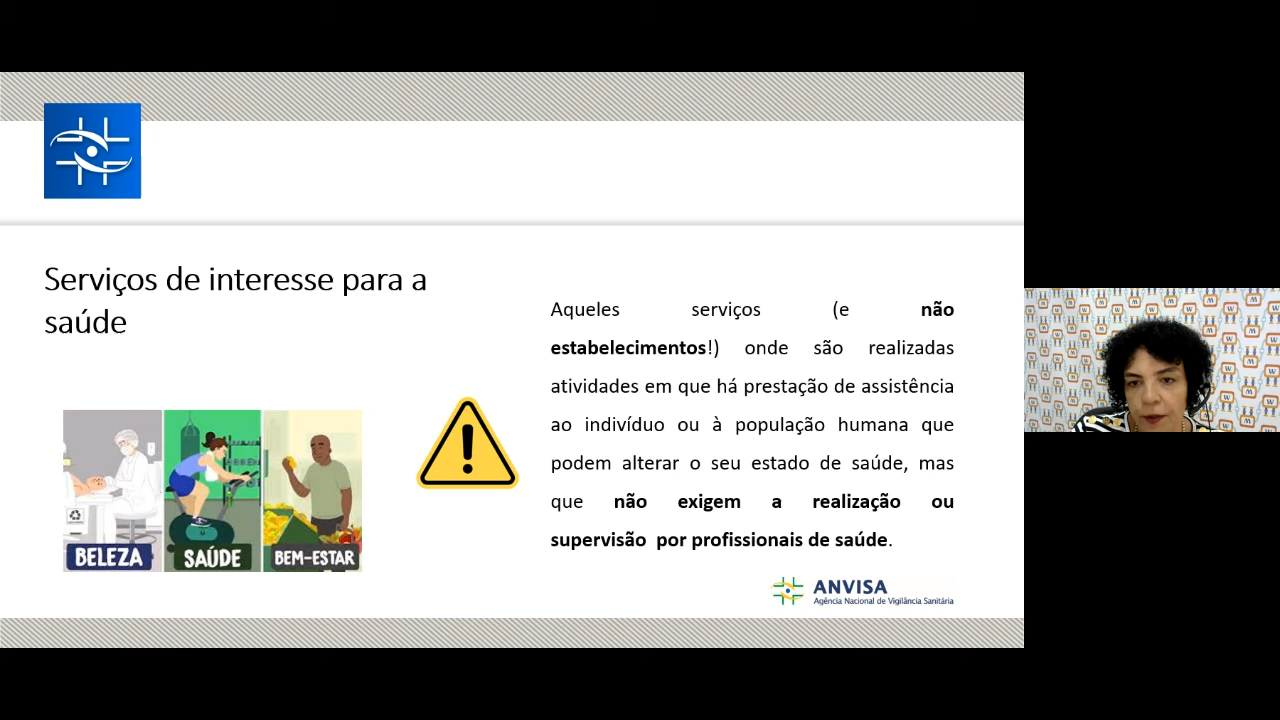 Serviços de interesse para a
saúde
Aqueles serviços (e não
estabelecimentos!) onde são realizadas
atividades em que há prestação de assistência
ao indivíduo ou à população humana que
podem alterar o seu estado de saúde, mas
que não exigem a realização ou
supervisão por profissionais de saúde.
BELEZA
SAÚDE
BEM-ESTAR
ANVISA
Agência Nacional de Vigilância Sanitária